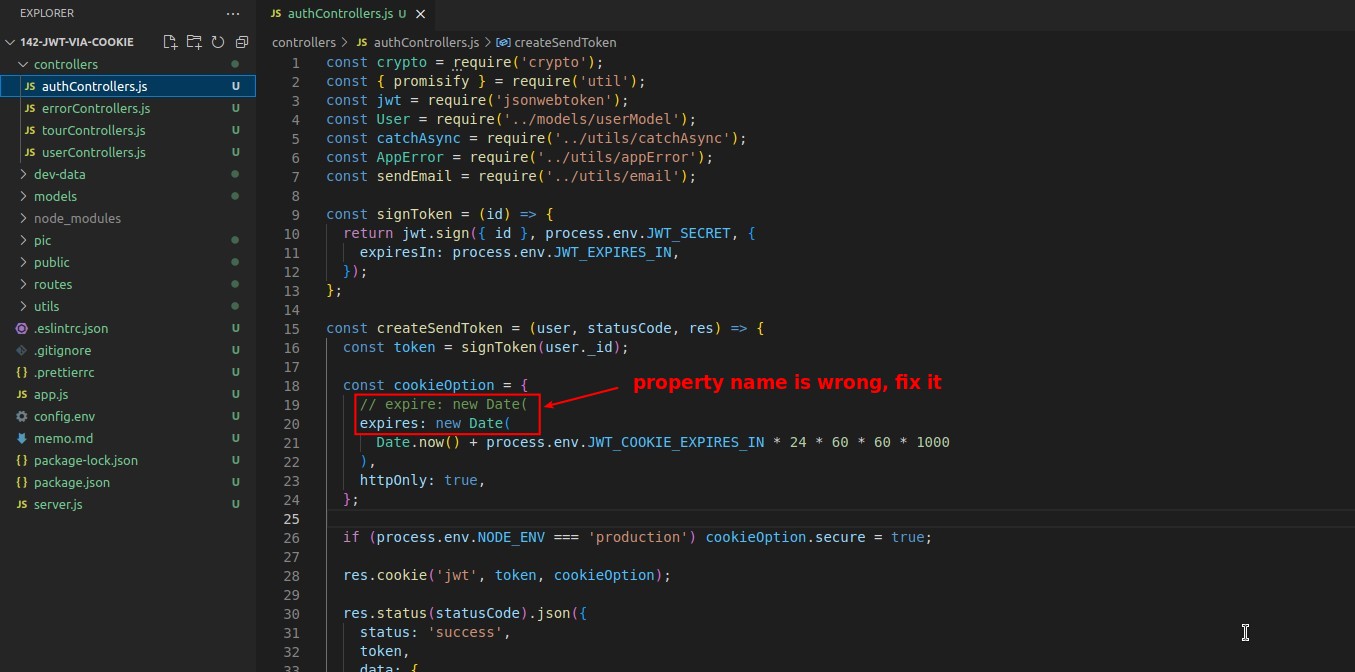 EXPLORER
···
JS authControllers.js U
142-JWT-VIA-COOKIE
controllers > JS authControllers.js > createSendToken
controllers
JS authControllers.js U
JS errorControllers.js U
JS tourControllers.js U
JS userControllers.js U
dev-data
models
node_modules
pic
public
routes
utils
.eslintrc.json U
.gitignore U
{} .prettierrc U
JS app.js U
config.env U
memo.md U
{} package-lock.json U
{} package.json U
JS server.js U
1 const crypto = require('crypto');
2 const { promisify } = require('util');
3 const jwt = require('jsonwebtoken');
4 const User = require('../models/userModel');
5 const catchAsync = require('../utils/catchAsync');
6 const AppError = require('../utils/appError');
7 const sendEmail = require('../utils/email');
8
9 const signToken = (id) => {
10 return jwt.sign({ id }, process.env.JWT_SECRET, {
11 expiresIn: process.env.JWT_EXPIRES_IN,
12 });
13 };
14
15 const createSendToken = (user, statusCode, res) => {
16 const token = signToken(user._id);
17
18 const cookieOption = {
property name is wrong, fix it
19 // expire: new Date(
20 expires: new Date(
21 Date.now() + process.env.JWT_COOKIE_EXPIRES_IN * 24 * 60 * 60 * 1000
22 ),
23 httpOnly: true,
24 };
25
26 if (process.env.NODE_ENV === 'production') cookieOption.secure = true;
27
28 res.cookie('jwt', token, cookieOption);
29
30 res.status(statusCode).json({
31 status: 'success',
32 token,
33 data: {